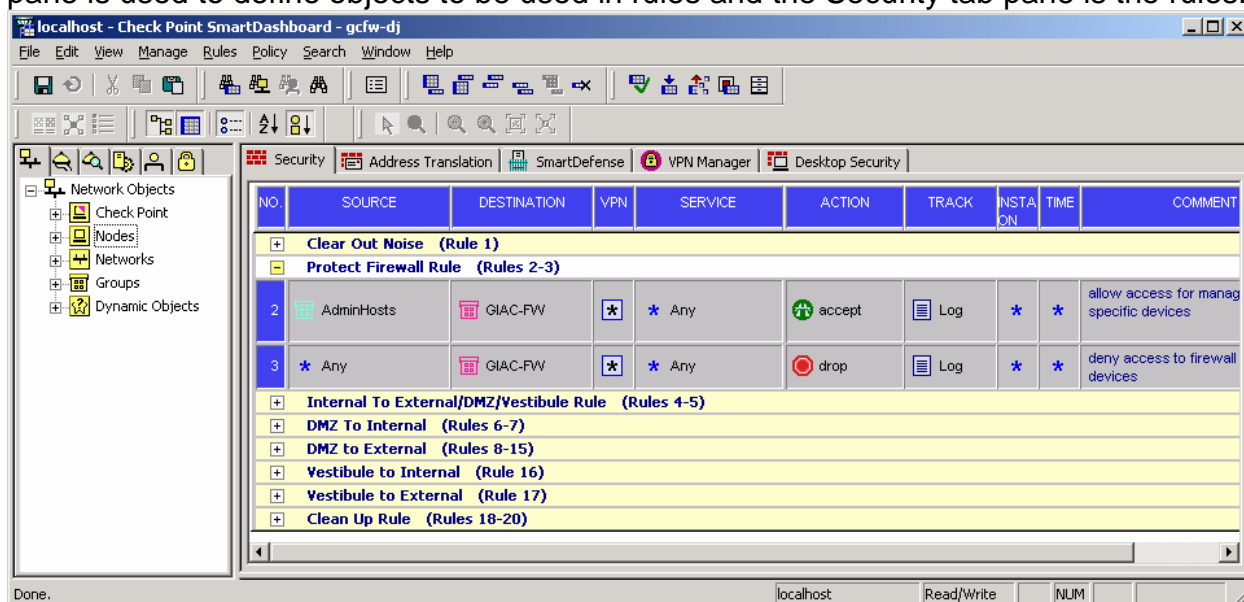 pane is used to define objects to be used in rules and the Security tab pane is the rules.
localhost - Check Point SmartDashboard - gcfw-dj
File Edit View Manage Rules Policy Search Window Help
Security Address Translation SmartDefense VPN Manager Desktop Security
Network Objects
Check Point
Nodes
Networks
Groups
Dynamic Objects
NO. SOURCE DESTINATION VPN SERVICE ACTION TRACK INSTA ON TIME COMMENT
Clear Out Noise (Rule 1)
Protect Firewall Rule (Rules 2-3)
2 AdminHosts GIAC-FW * * Any accept Log * * allow access for manag
specific devices
3 * Any GIAC-FW * * Any drop Log * * deny access to firewall
devices
Internal To External/DMZ/Vestibule Rule (Rules 4-5)
DMZ To Internal (Rules 6-7)
DMZ to External (Rules 8-15)
Vestibule to Internal (Rule 16)
Vestibule to External (Rule 17)
Clean Up Rule (Rules 18-20)
Done. localhost Read/Write NUM